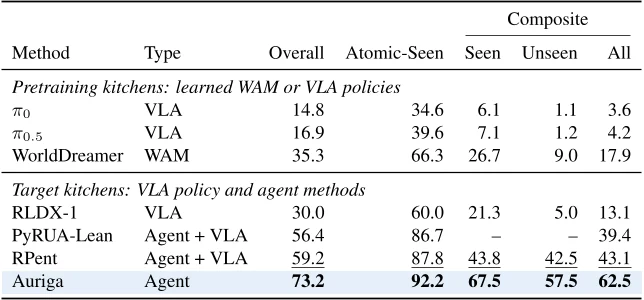 Composite
Method Type Overall Atomic-Seen Seen Unseen All
Pretraining kitchens: learned WAM or VLA policies
π0 VLA 14.8 34.6 6.1 1.1 3.6
π0.5 VLA 16.9 39.6 7.1 1.2 4.2
WorldDreamer WAM 35.3 66.3 26.7 9.0 17.9
Target kitchens: VLA policy and agent methods
RLDX-1 VLA 30.0 60.0 21.3 5.0 13.1
PyRUA-Lean Agent + VLA 56.4 86.7 – – 39.4
RPent Agent + VLA 59.2 87.8 43.8 42.5 43.1
Auriga Agent 73.2 92.2 67.5 57.5 62.5